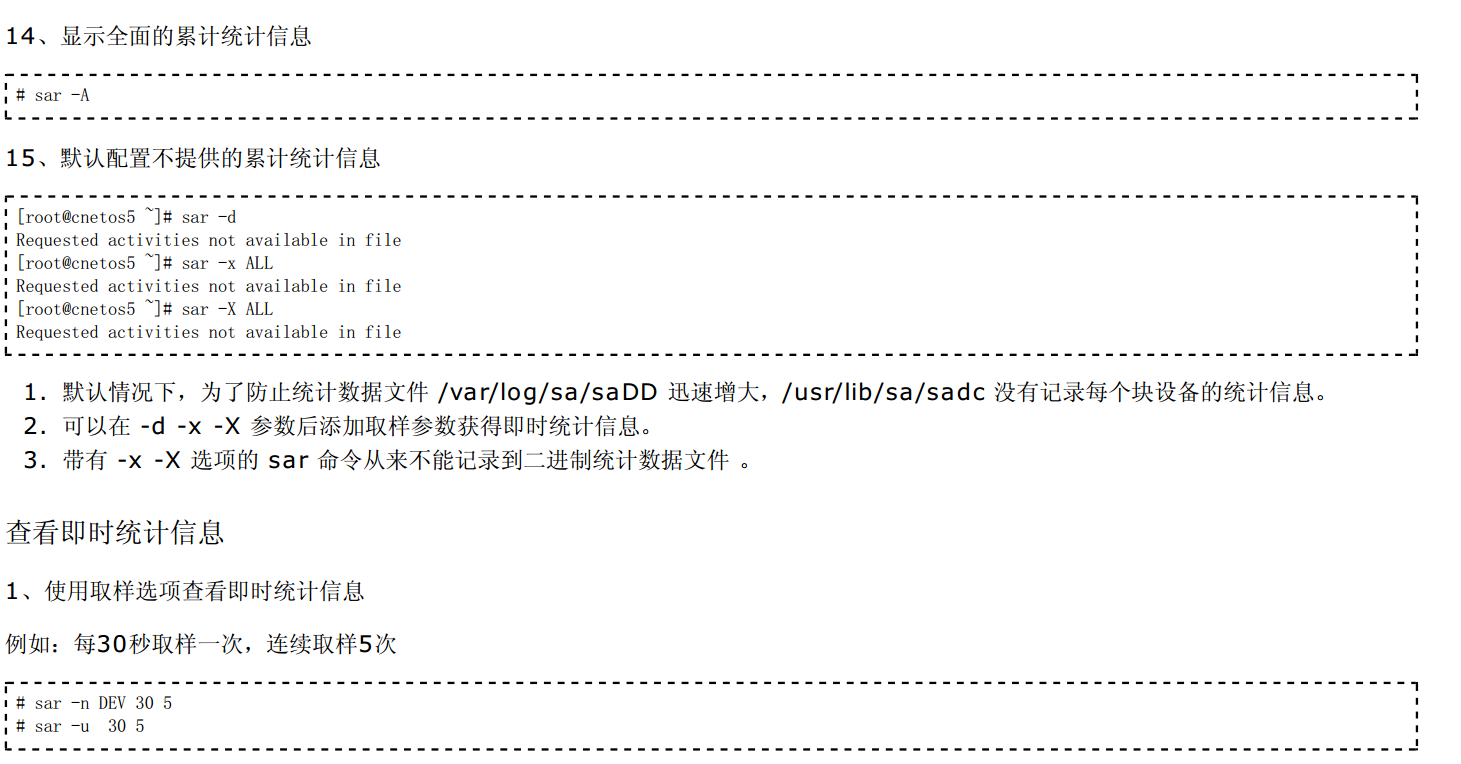 14、显示全面的累计统计信息
# sar -A
15、默认配置不提供的累计统计信息
[root@cnetos5 ~]# sar -d
Requested activities not available in file
[root@cnetos5 ~]# sar -x ALL
Requested activities not available in file
[root@cnetos5 ~]# sar -X ALL
Requested activities not available in file
1. 默认情况下，为了防止统计数据文件 /var/log/sa/saDD 迅速增大，/usr/lib/sa/sadc 没有记录每个块设备的统计信息。
2. 可以在 -d -x -X 参数后添加取样参数获得即时统计信息。
3. 带有 -x -X 选项的 sar 命令从来不能记录到二进制统计数据文件 。
查看即时统计信息
1、使用取样选项查看即时统计信息
例如：每30秒取样一次，连续取样5次
# sar -n DEV 30 5
# sar -u  30 5